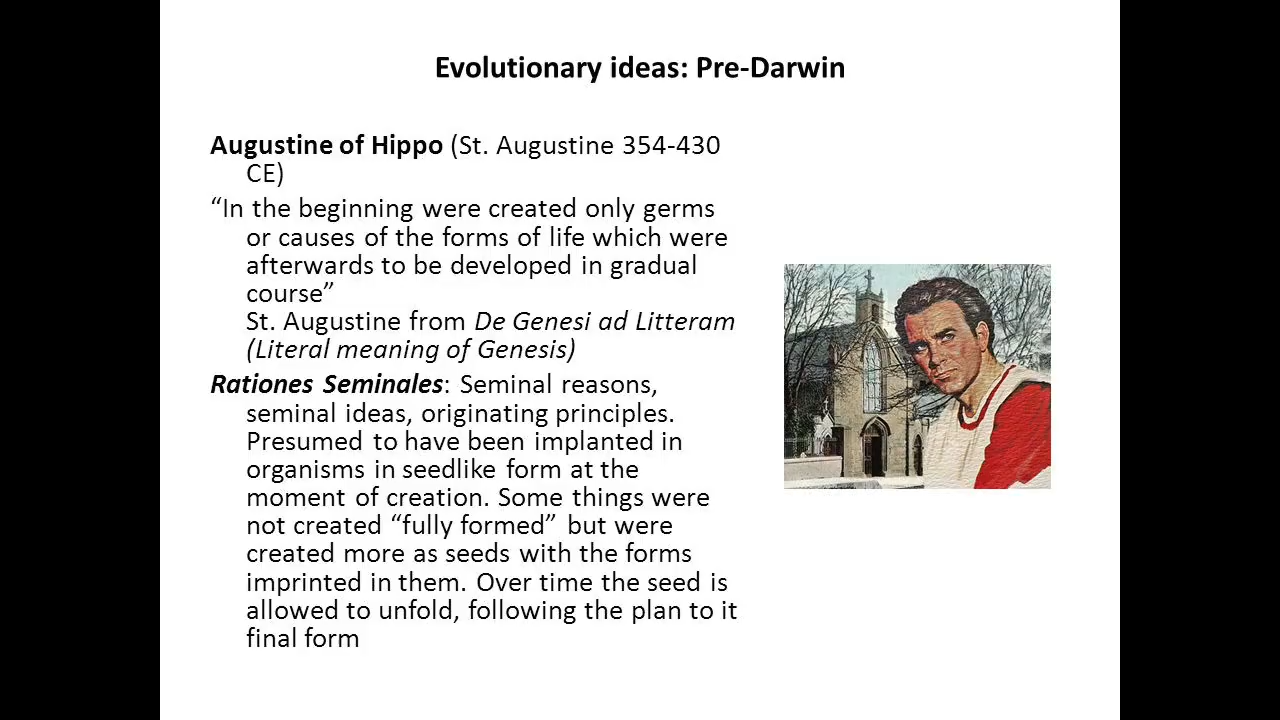 Evolutionary ideas: Pre-Darwin
Augustine of Hippo (St. Augustine 354-430
CE)
“In the beginning were created only germs
or causes of the forms of life which were
afterwards to be developed in gradual
course”
St. Augustine from De Genesi ad Litteram
(Literal meaning of Genesis)
Rationes Seminales: Seminal reasons,
seminal ideas, originating principles.
Presumed to have been implanted in
organisms in seedlike form at the
moment of creation. Some things were
not created “fully formed” but were
created more as seeds with the forms
imprinted in them. Over time the seed is
allowed to unfold, following the plan to it
final form